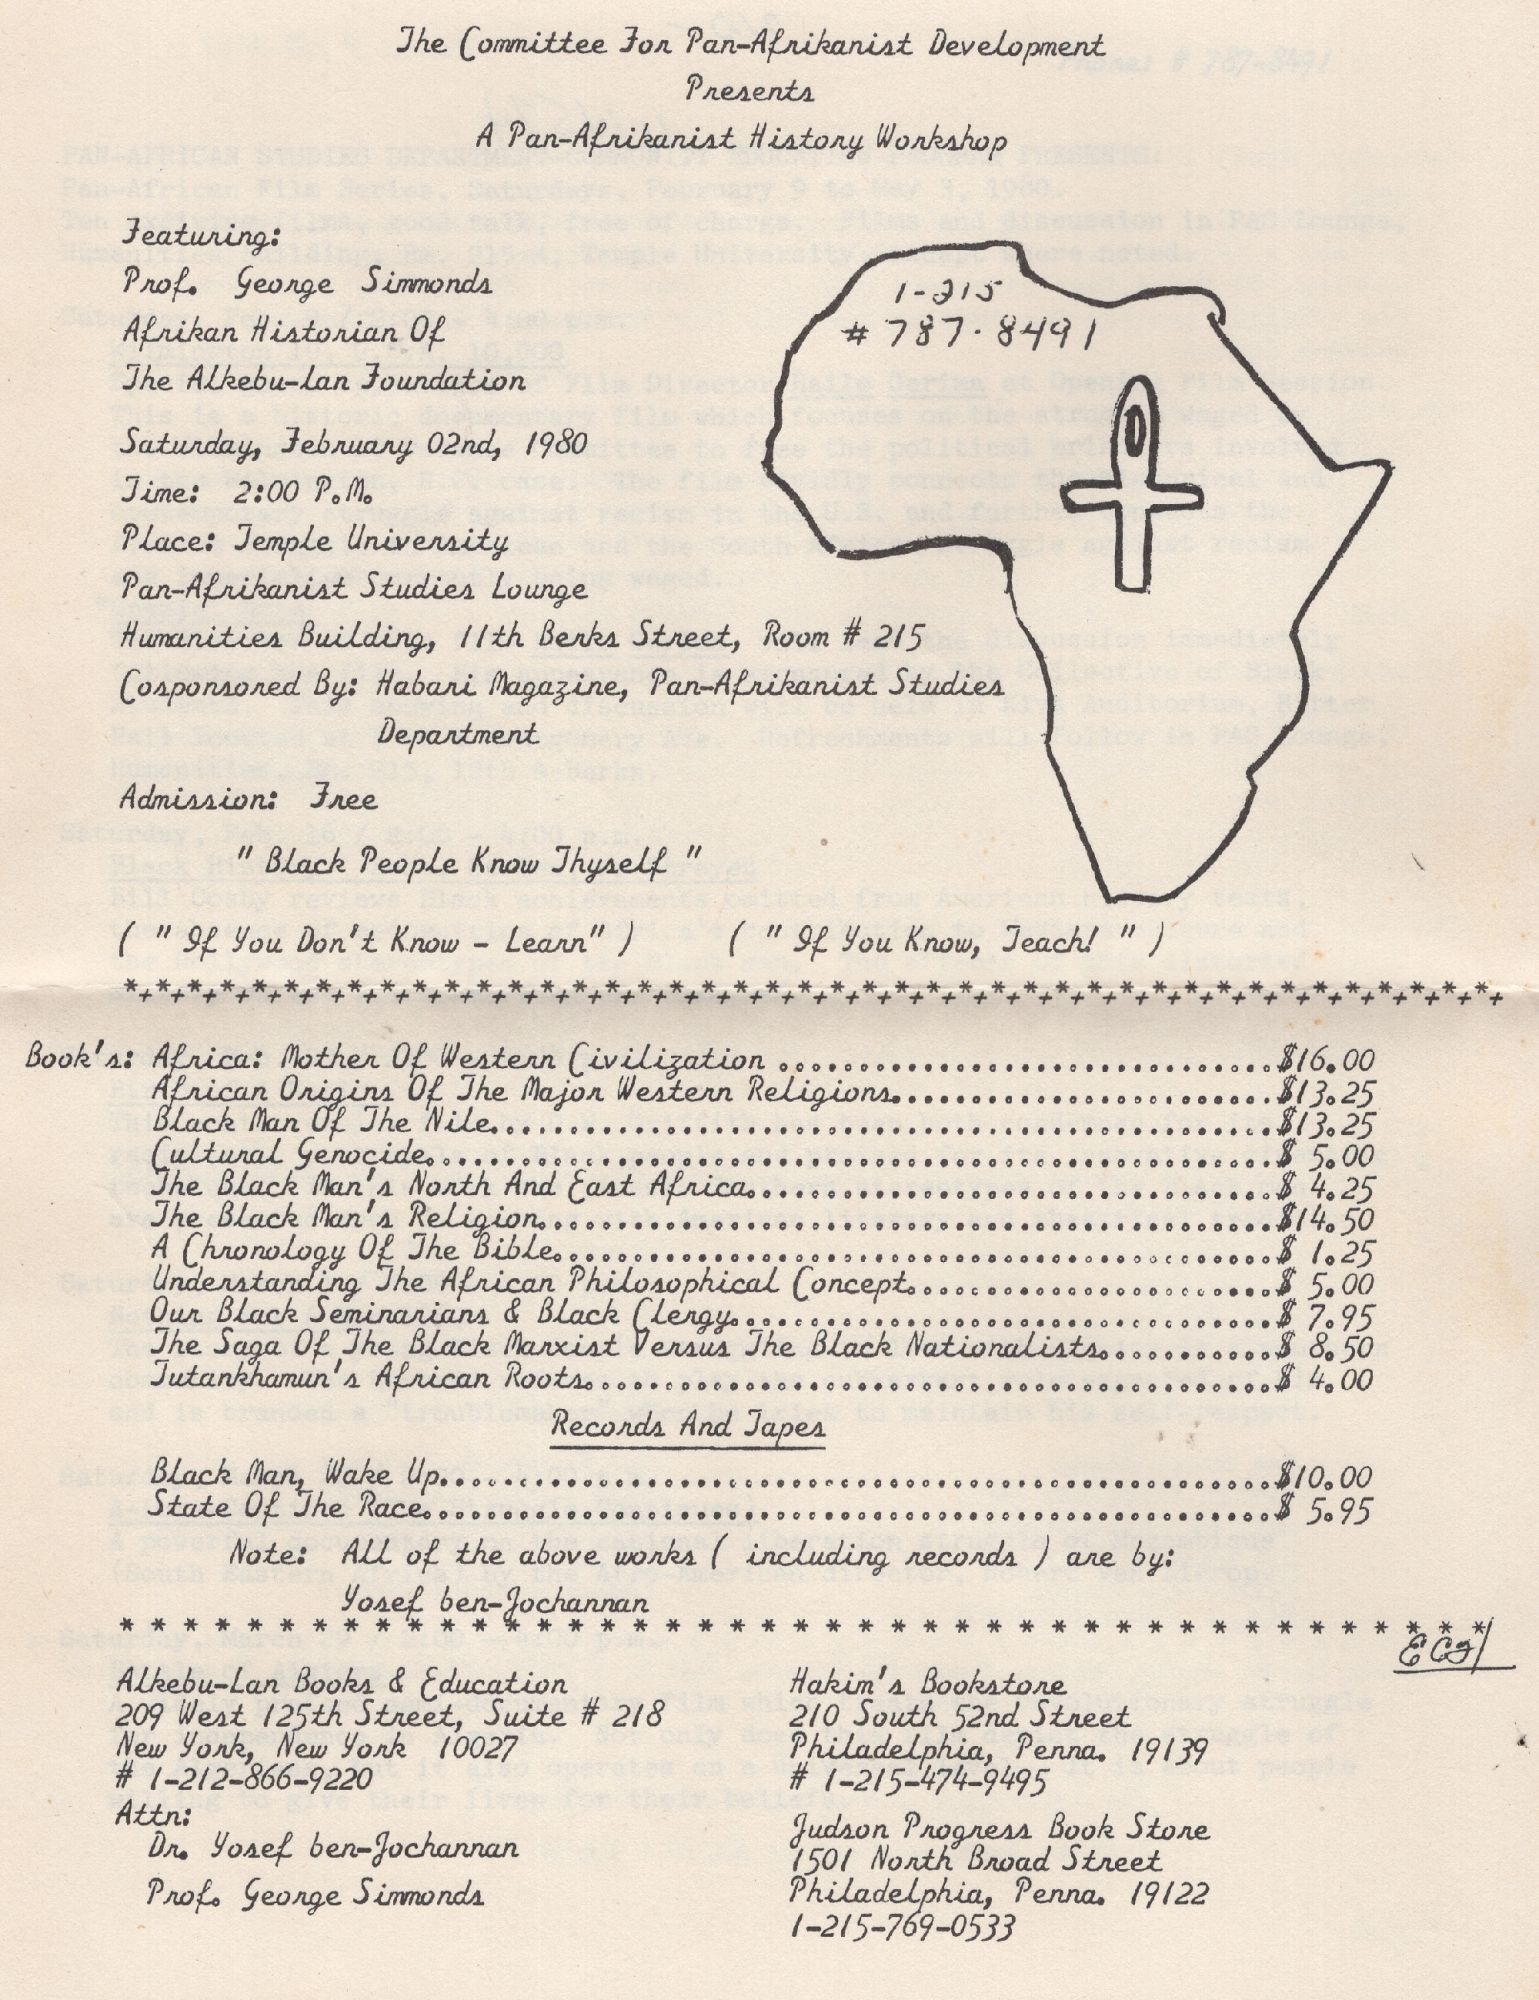 The Committee For Pan-Afrikanist Development
Presents
A Pan-Afrikanist History Workshop
Featuring:
Prof. George Simmonds
Afrikan Historian Of
The Alkebu-lan Foundation
1-215
# 787-8491
Saturday, February 02nd, 1980
Time: 2:00 P.M.
Place: Temple University
Pan-Afrikanist Studies Lounge
Humanities Building, 11th Berks Street, Room # 215
Cosponsored By: Habari Magazine, Pan-Afrikanist Studies
Department
Admission: Free
" Black People Know Thyself "
( " If You Don't Know - Learn" ) ( " If You Know, Teach! " )
*+*+*+*+*+*+*+*+*+*+*+*+*+*+*+*+*+*+*+*+*+*+*+*+*+*+*+*+*+*+*+*+*+*+*+*+*+*+*+*+*+*+*+
Book's: Africa: Mother Of Western Civilization ...............................$16.00
African Origins Of The Major Western Religions........................$13.25
Black Man Of The Nile.................................................$13.25
Cultural Genocide.....................................................$ 5.00
The Black Man's North And East Africa.................................$ 4.25
The Black Man's Religion..............................................$14.50
A Chronology Of The Bible.............................................$ 1.25
Understanding The African Philosophical Concept.......................$ 5.00
Our Black Seminarians & Black Clergy..................................$ 7.95
The Saga Of The Black Marxist Versus The Black Nationalists...........$ 8.50
Tutankhamun's African Roots...........................................$ 4.00
Records And Tapes
Black Man, Wake Up....................................................$10.00
State Of The Race.....................................................$ 5.95
Note: All of the above works ( including records ) are by:
Yosef ben-Jochannan
* * * * * * * * * * * * * * * * * * * * * * * * * * * * * * * * * * * * * * * * * * *
Alkebu-Lan Books & Education
209 West 125th Street, Suite # 218
New York, New York 10027
# 1-212-866-9220
Attn:
Dr. Yosef ben-Jochannan
Prof. George Simmonds
Hakim's Bookstore
210 South 52nd Street
Philadelphia, Penna. 19139
# 1-215-474-9495
Judson Progress Book Store
1501 North Broad Street
Philadelphia, Penna. 19122
1-215-769-0533